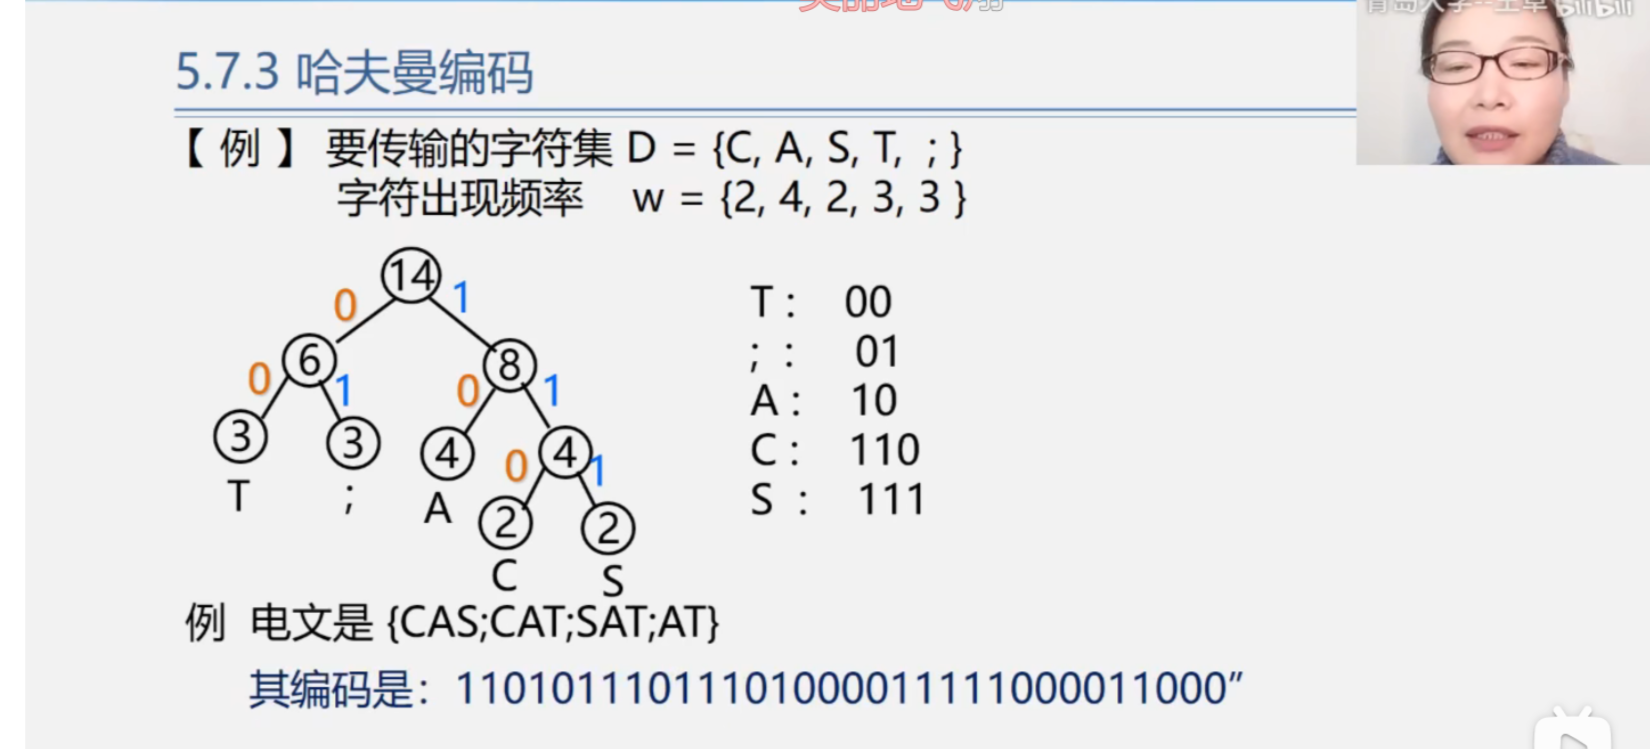 5.7.3 哈夫曼编码
【 例 】 要传输的字符集 D = {C, A, S, T, ; }
字符出现频率 w = {2, 4, 2, 3, 3 }
14
0 1
6 8
0 1 0 1
3 3 4 4
0 1
T ; A 2 2
C S
T : 00
; : 01
A : 10
C : 110
S : 111
例 电文是 {CAS;CAT;SAT;AT}
其编码是：11010111011101000011111000011000”
bilibili